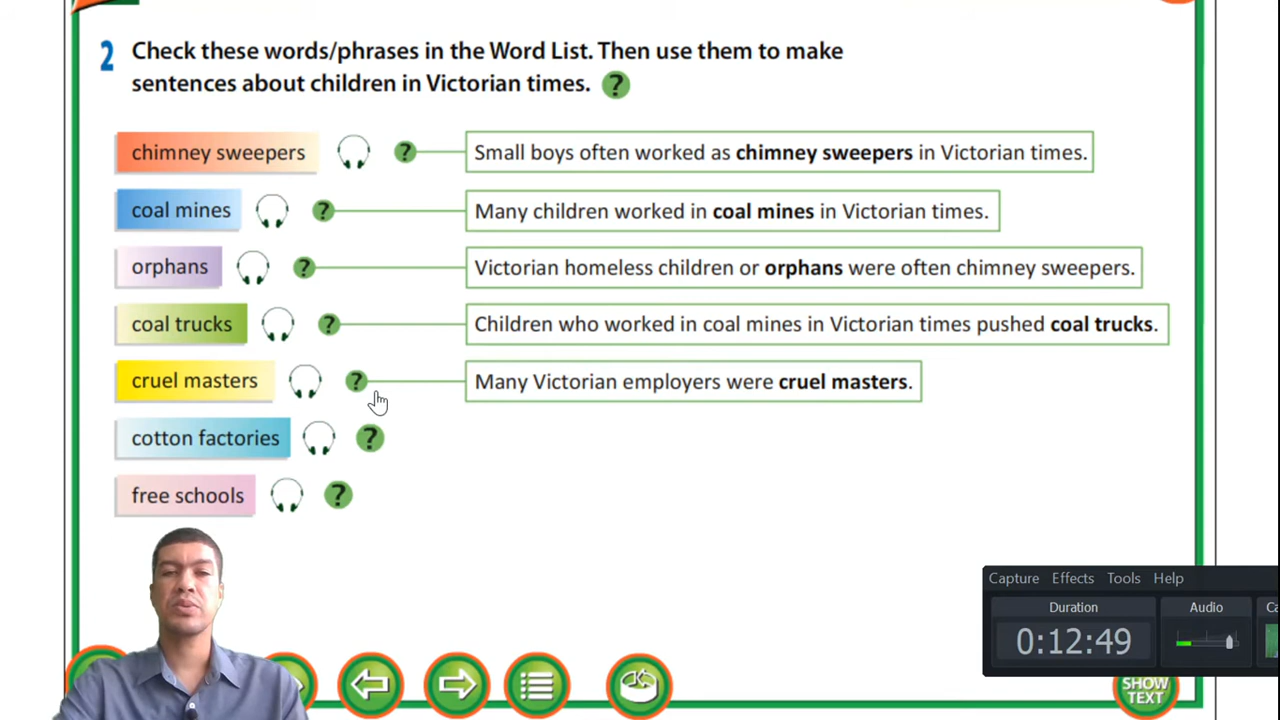 2 Check these words/phrases in the Word List. Then use them to make
sentences about children in Victorian times. ?
chimney sweepers ? Small boys often worked as chimney sweepers in Victorian times.
coal mines ? Many children worked in coal mines in Victorian times.
orphans ? Victorian homeless children or orphans were often chimney sweepers.
coal trucks ? Children who worked in coal mines in Victorian times pushed coal trucks.
cruel masters ? Many Victorian employers were cruel masters.
cotton factories ?
free schools ?
Capture Effects Tools Help
Duration Audio Ca
0:12:49
SHOW
TEXT